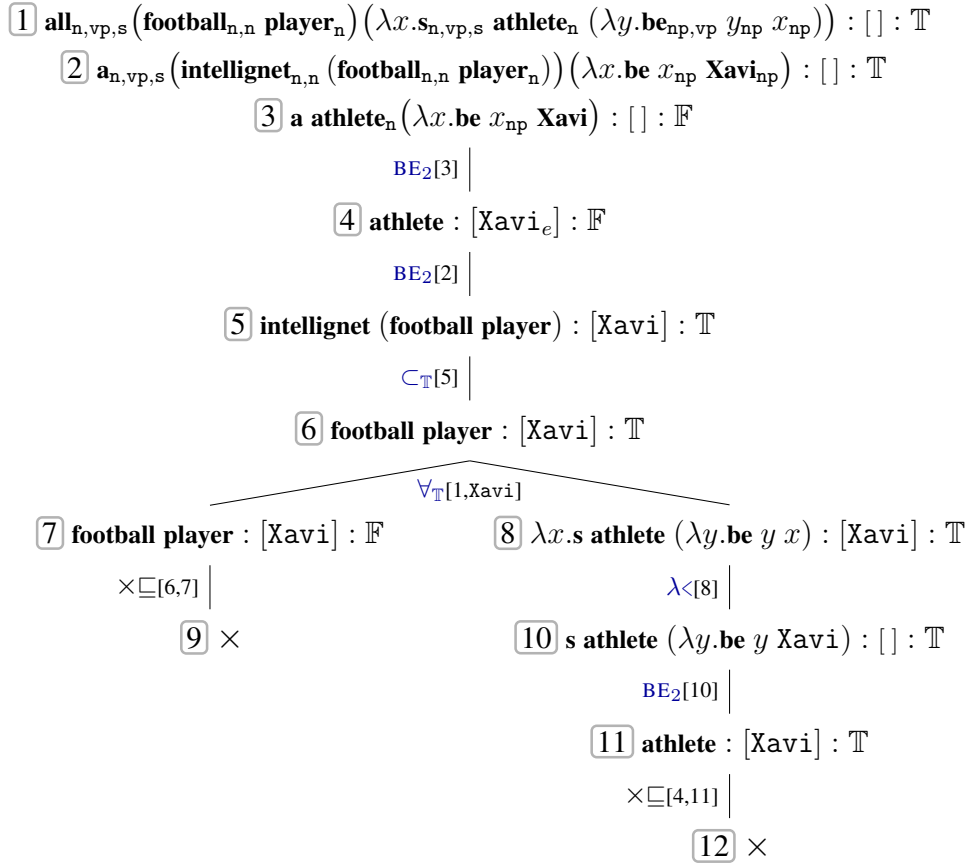 1 all_{n,vp,s}(football_{n,n} player_n)(λx.s_{n,vp,s} athlete_n (λy.be_{np,vp} y_{np} x_{np})) : [ ] : 𝕋
2 a_{n,vp,s}(intellignet_{n,n} (football_{n,n} player_n))(λx.be x_{np} Xavi_{np}) : [ ] : 𝕋
3 a athlete_n(λx.be x_{np} Xavi) : [ ] : 𝔽
BE₂[3]
4 athlete : [Xavi_e] : 𝔽
BE₂[2]
5 intellignet (football player) : [Xavi] : 𝕋
⊂_𝕋[5]
6 football player : [Xavi] : 𝕋
∀_𝕋[1,Xavi]
7 football player : [Xavi] : 𝔽
8 λx.s athlete (λy.be y x) : [Xavi] : 𝕋
×⊑[6,7]
λ<[8]
9 ×
10 s athlete (λy.be y Xavi) : [ ] : 𝕋
BE₂[10]
11 athlete : [Xavi] : 𝕋
×⊑[4,11]
12 ×